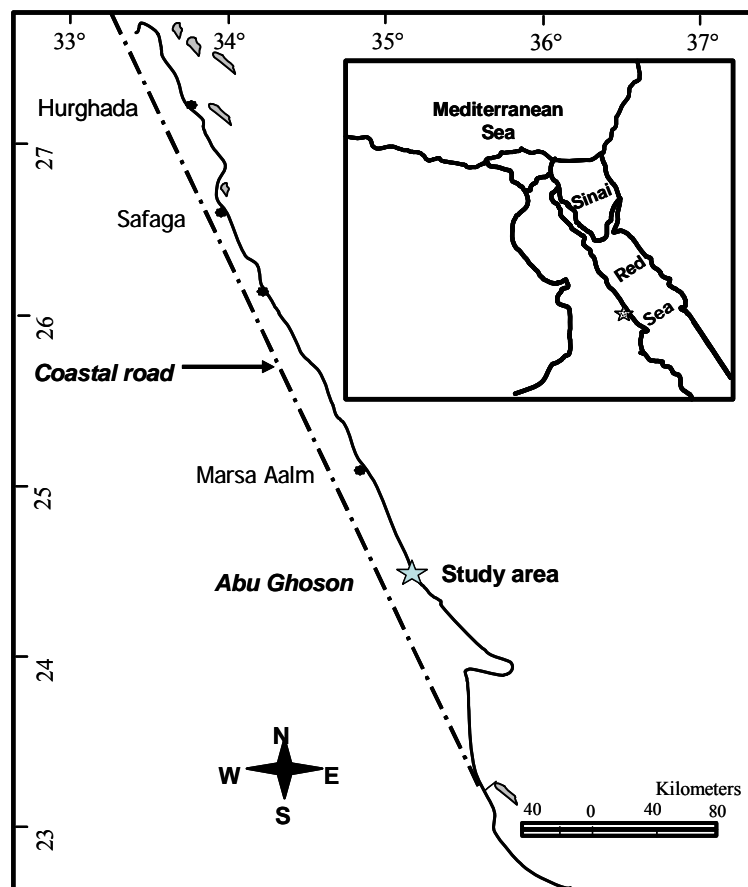 33° 34° 35° 36° 37°
Mediterranean
Sea
Sinai
Red
Sea
Hurghada
27
Safaga
26
Coastal road
25
Marsa Aalm
Abu Ghoson
Study area
24
N
W E
S
Kilometers
40 0 40 80
23